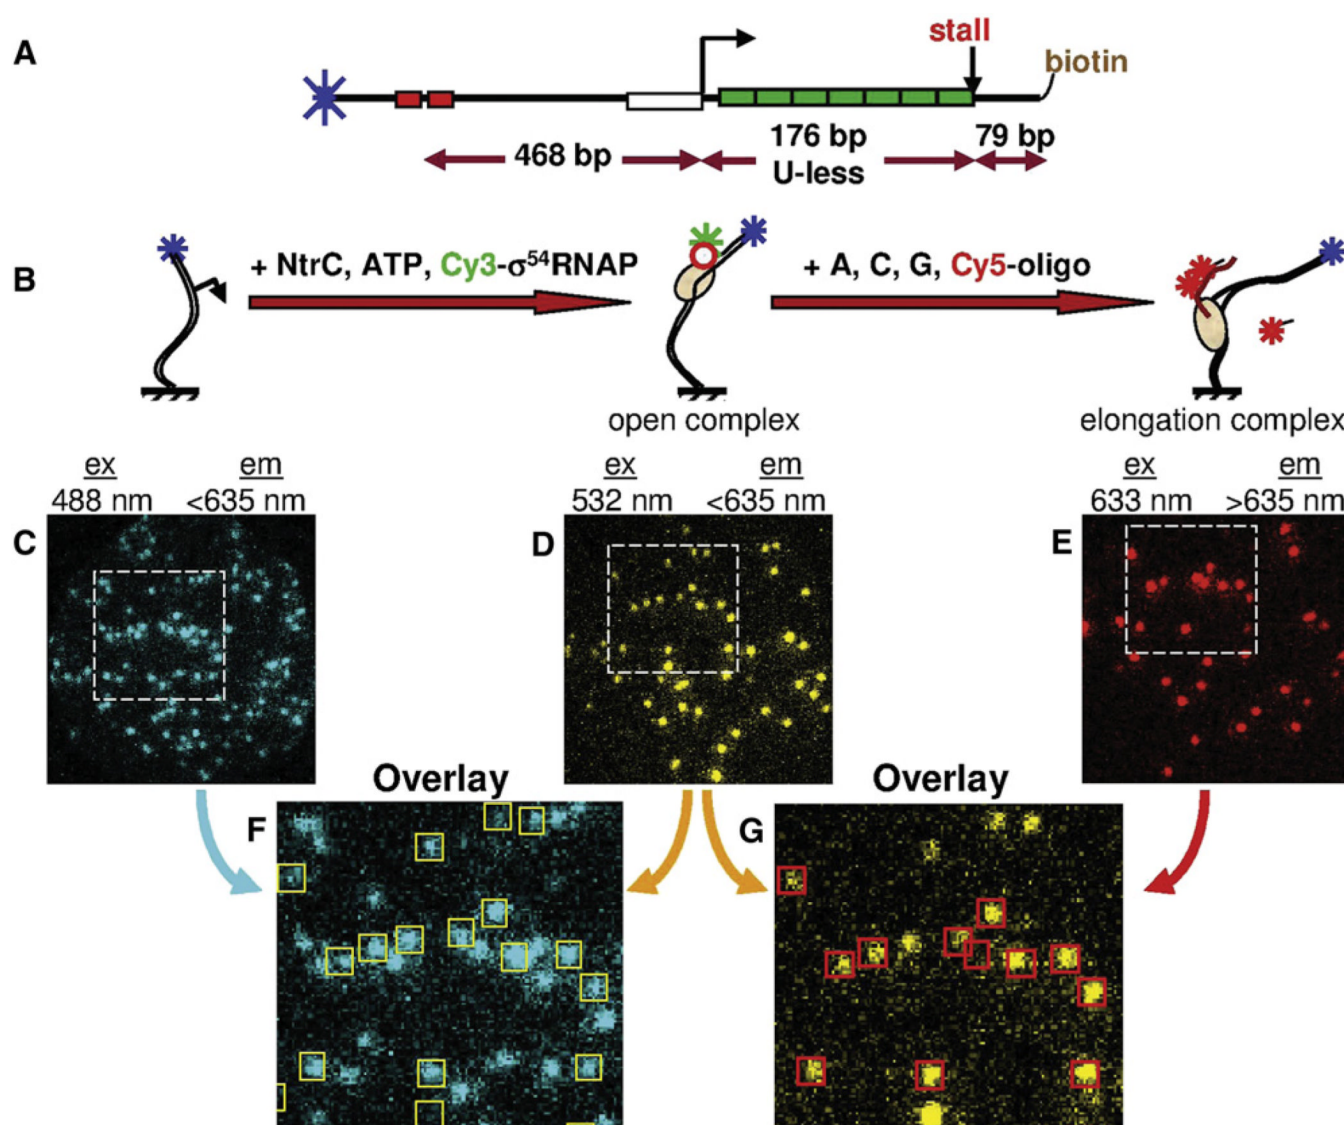 A
stall
biotin
468 bp
176 bp
U-less
79 bp
B
+ NtrC, ATP, Cy3-σ⁵⁴RNAP
+ A, C, G, Cy5-oligo
open complex
elongation complex
ex em
488 nm <635 nm
ex em
532 nm <635 nm
ex em
633 nm >635 nm
C
D
E
Overlay
Overlay
F
G